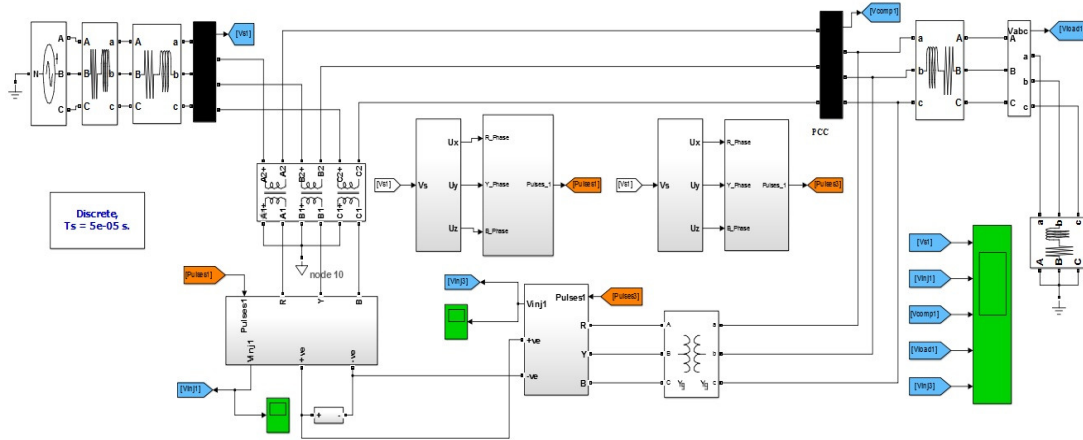 [Vs1]
[Vcomp1]
[Vload1]
N
A
B
C
A
B
C
a
b
c
A
B
C
a
b
c
a
b
c
A
B
C
Vabc
A
B
C
a
b
c
PCC
A2+
A2
B2+
B2
C2+
C2
A1+
A1
B1+
B1
C1+
C1
node 10
Discrete,
Ts = 5e-05 s.
[Vs1]
Vs
Ux
Uy
Uz
R_Phase
Y_Phase
B_Phase
Pulses_1
[Pulses1]
[Vs1]
Vs
Ux
Uy
Uz
R_Phase
Y_Phase
B_Phase
Pulses_1
[Pulses3]
a
b
c
A
B
C
[Pulses1]
Pulses1
R
Y
B
Vinj1
+ve
-ve
[Vinj1]
+
-
[Vinj3]
Vinj1
+ve
-ve
Pulses1
R
Y
B
[Pulses3]
A
B
C
a
b
c
Yg
Yg
[Vs1]
[Vinj1]
[Vcomp1]
[Vload1]
[Vinj3]